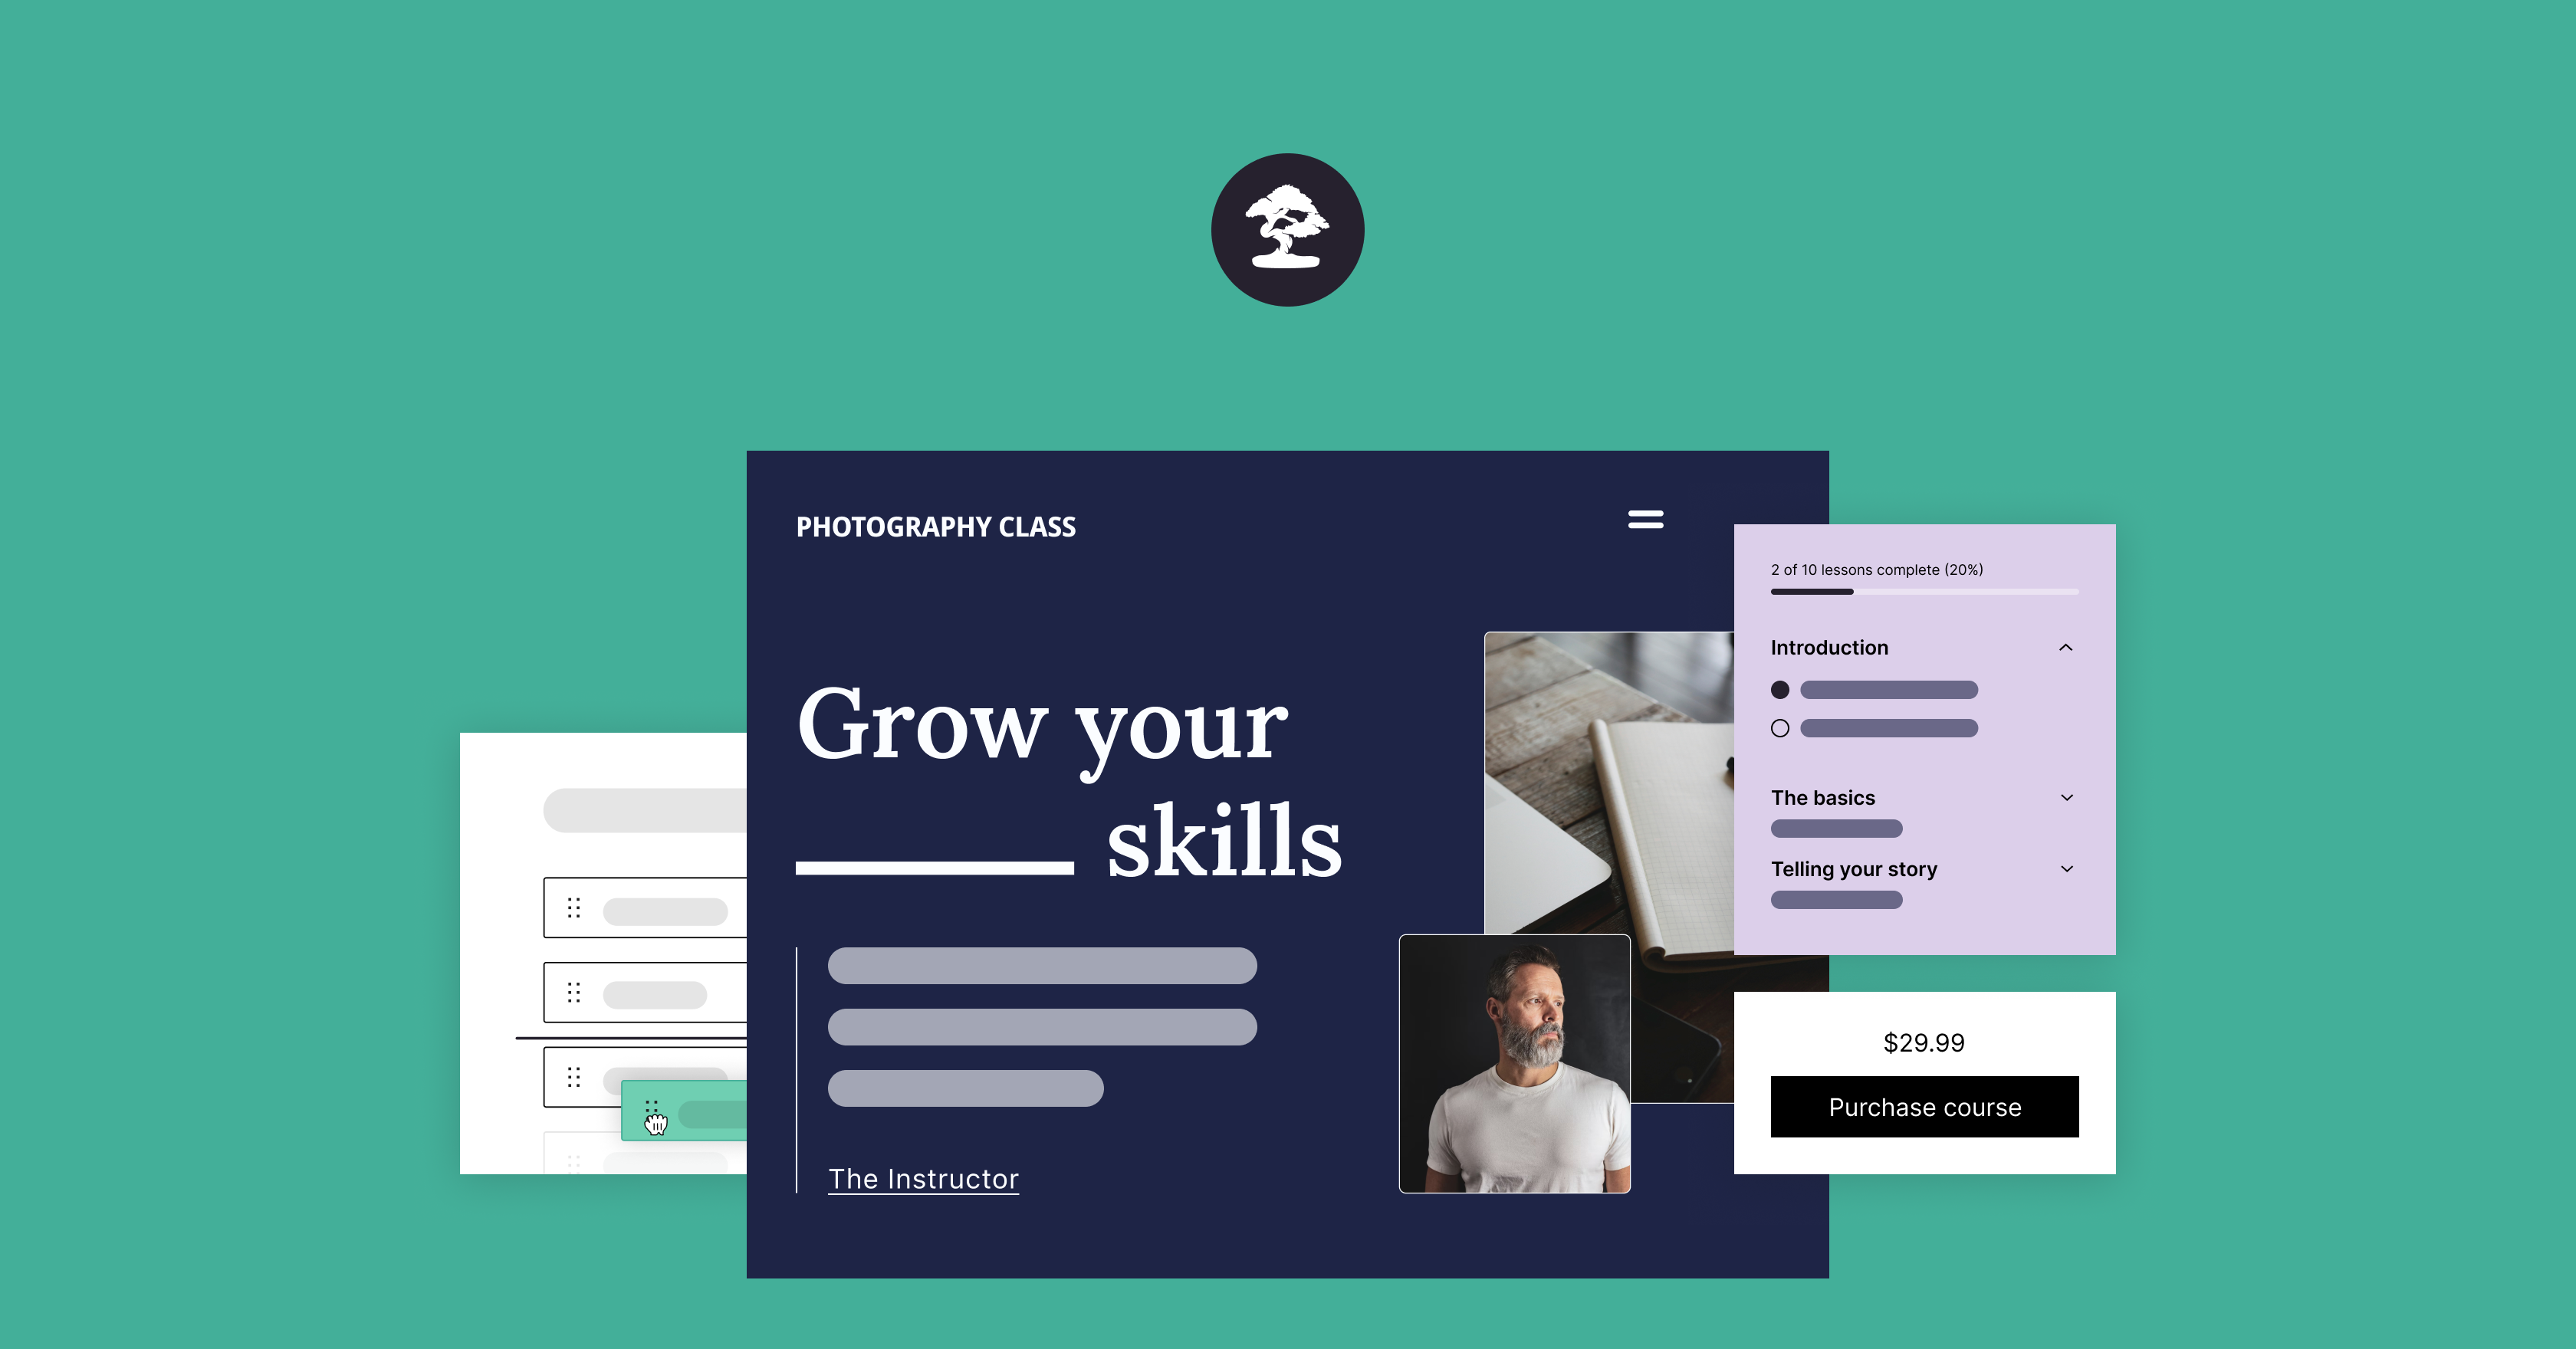 PHOTOGRAPHY CLASS
Grow your
skills
The Instructor
2 of 10 lessons complete (20%)
Introduction
The basics
Telling your story
$29.99
Purchase course